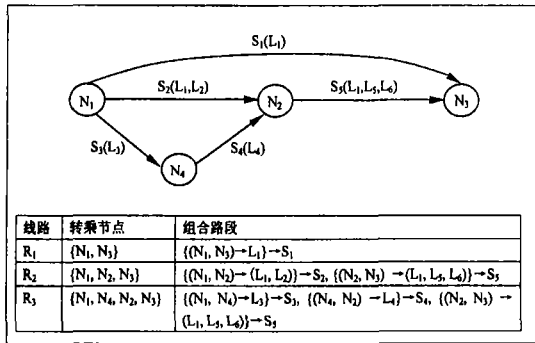 S₁(L₁)
N₁
S₂(L₁,L₂)
N₂
S₅(L₁,L₅,L₆)
N₃
S₃(L₃)
S₄(L₄)
N₄
线路 转乘节点 组合路段
R₁ {N₁, N₃} {(N₁, N₃)→L₁}→S₁
R₂ {N₁, N₂, N₃} {(N₁, N₂)→(L₁, L₂)}→S₂, {(N₂, N₃) →(L₁, L₅, L₆)}→S₅
R₃ {N₁, N₄, N₂, N₃} {(N₁, N₄)→L₃}→S₃, {(N₄, N₂) →L₄}→S₄, {(N₂, N₃) →
(L₁, L₅, L₆)}→S₅